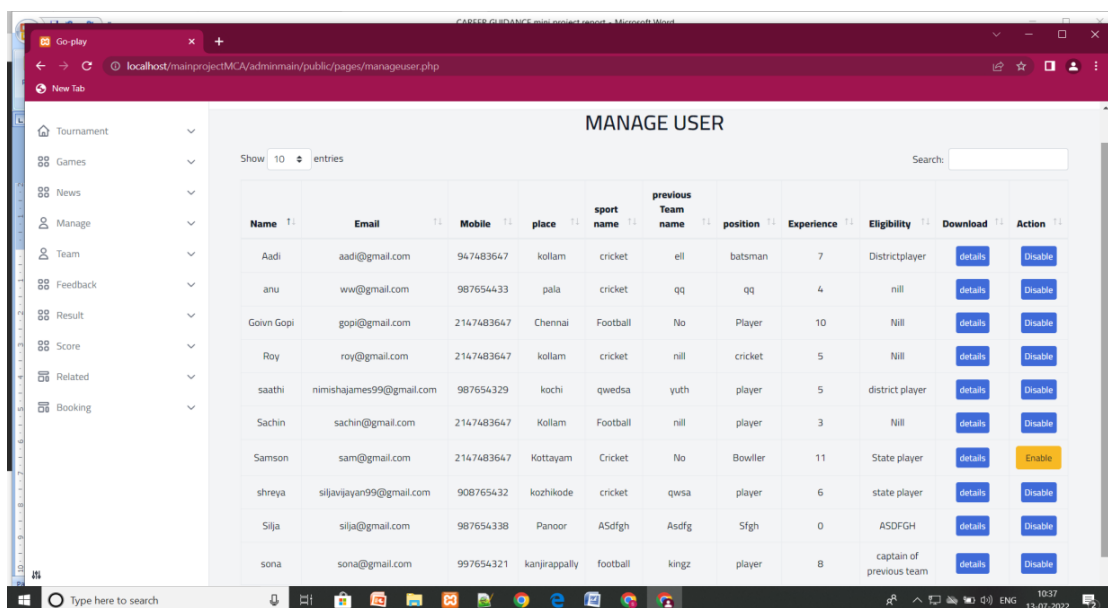 CAREER GUIDANCE mini project report - Microsoft Word
Go-play
localhost/mainprojectMCA/adminmain/public/pages/manageuser.php
New Tab
Tournament
Games
News
Manage
Team
Feedback
Result
Score
Related
Booking
MANAGE USER
Show 10 entries Search:
Name Email Mobile place sport name previous Team name position Experience Eligibility Download Action
Aadi aadi@gmail.com 947483647 kollam cricket ell batsman 7 Districtplayer details Disable
anu ww@gmail.com 987654433 pala cricket qq qq 4 nill details Disable
Goivn Gopi gopi@gmail.com 2147483647 Chennai Football No Player 10 Nill details Disable
Roy roy@gmail.com 2147483647 kollam cricket nill cricket 5 Nill details Disable
saathi nimishajames99@gmail.com 987654329 kochi qwedsa yuth player 5 district player details Disable
Sachin sachin@gmail.com 2147483647 Kollam Football nill player 3 Nill details Disable
Samson sam@gmail.com 2147483647 Kottayam Cricket No Bowller 11 State player details Enable
shreya siljavijayan99@gmail.com 908765432 kozhikode cricket qwsa player 6 state player details Disable
Silja silja@gmail.com 987654338 Panoor ASdfgh Asdfg Sfgh 0 ASDFGH details Disable
sona sona@gmail.com 997654321 kanjirappally football kingz player 8 captain of previous team details Disable
Type here to search ENG 10:37
13-07-2022